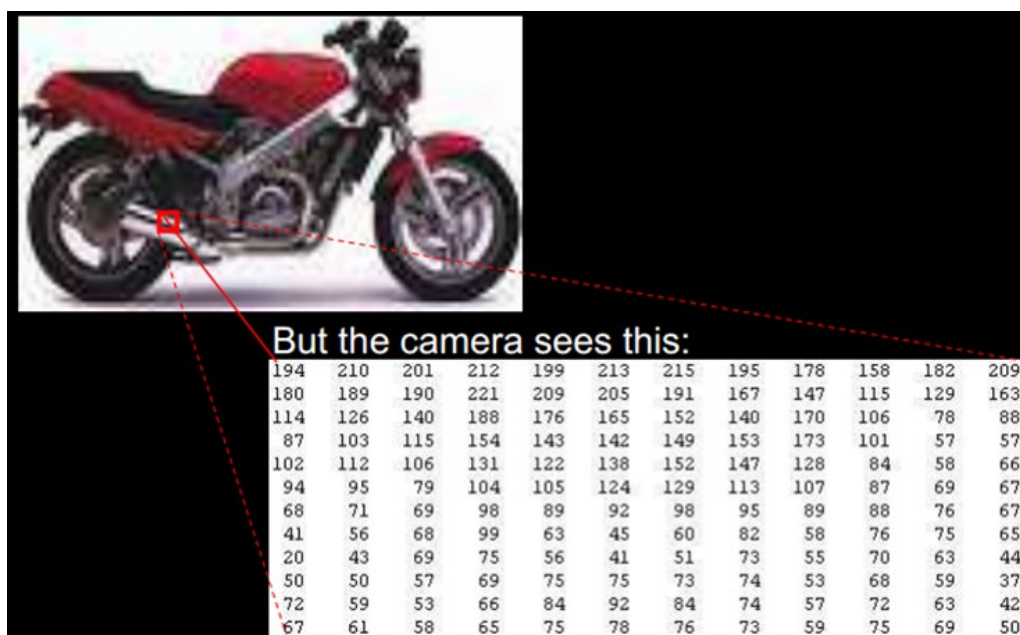 But the camera sees this:
194 210 201 212 199 213 215 195 178 158 182 209
180 189 190 221 209 205 191 167 147 115 129 163
114 126 140 188 176 165 152 140 170 106 78 88
87 103 115 154 143 142 149 153 173 101 57 57
102 112 106 131 122 138 152 147 128 84 58 66
94 95 79 104 105 124 129 113 107 87 69 67
68 71 69 98 89 92 98 95 89 88 76 67
41 56 68 99 63 45 60 82 58 76 75 65
20 43 69 75 56 41 51 73 55 70 63 44
50 50 57 69 75 75 73 74 53 68 59 37
72 59 53 66 84 92 84 74 57 72 63 42
67 61 58 65 75 78 76 73 59 75 69 50